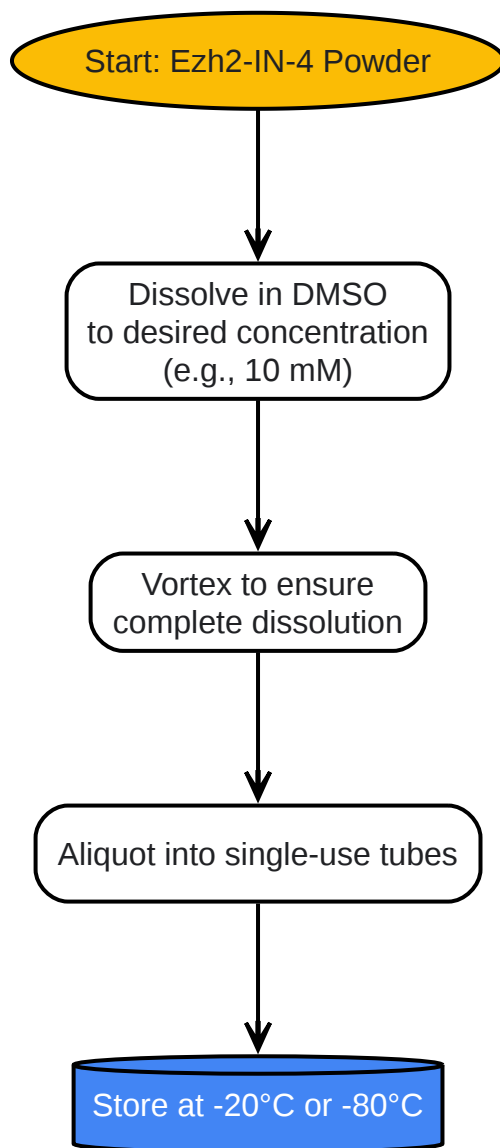 Start: Ezh2-IN-4 Powder
Dissolve in DMSO
to desired concentration
(e.g., 10 mM)
Vortex to ensure
complete dissolution
Aliquot into single-use tubes
Store at -20°C or -80°C